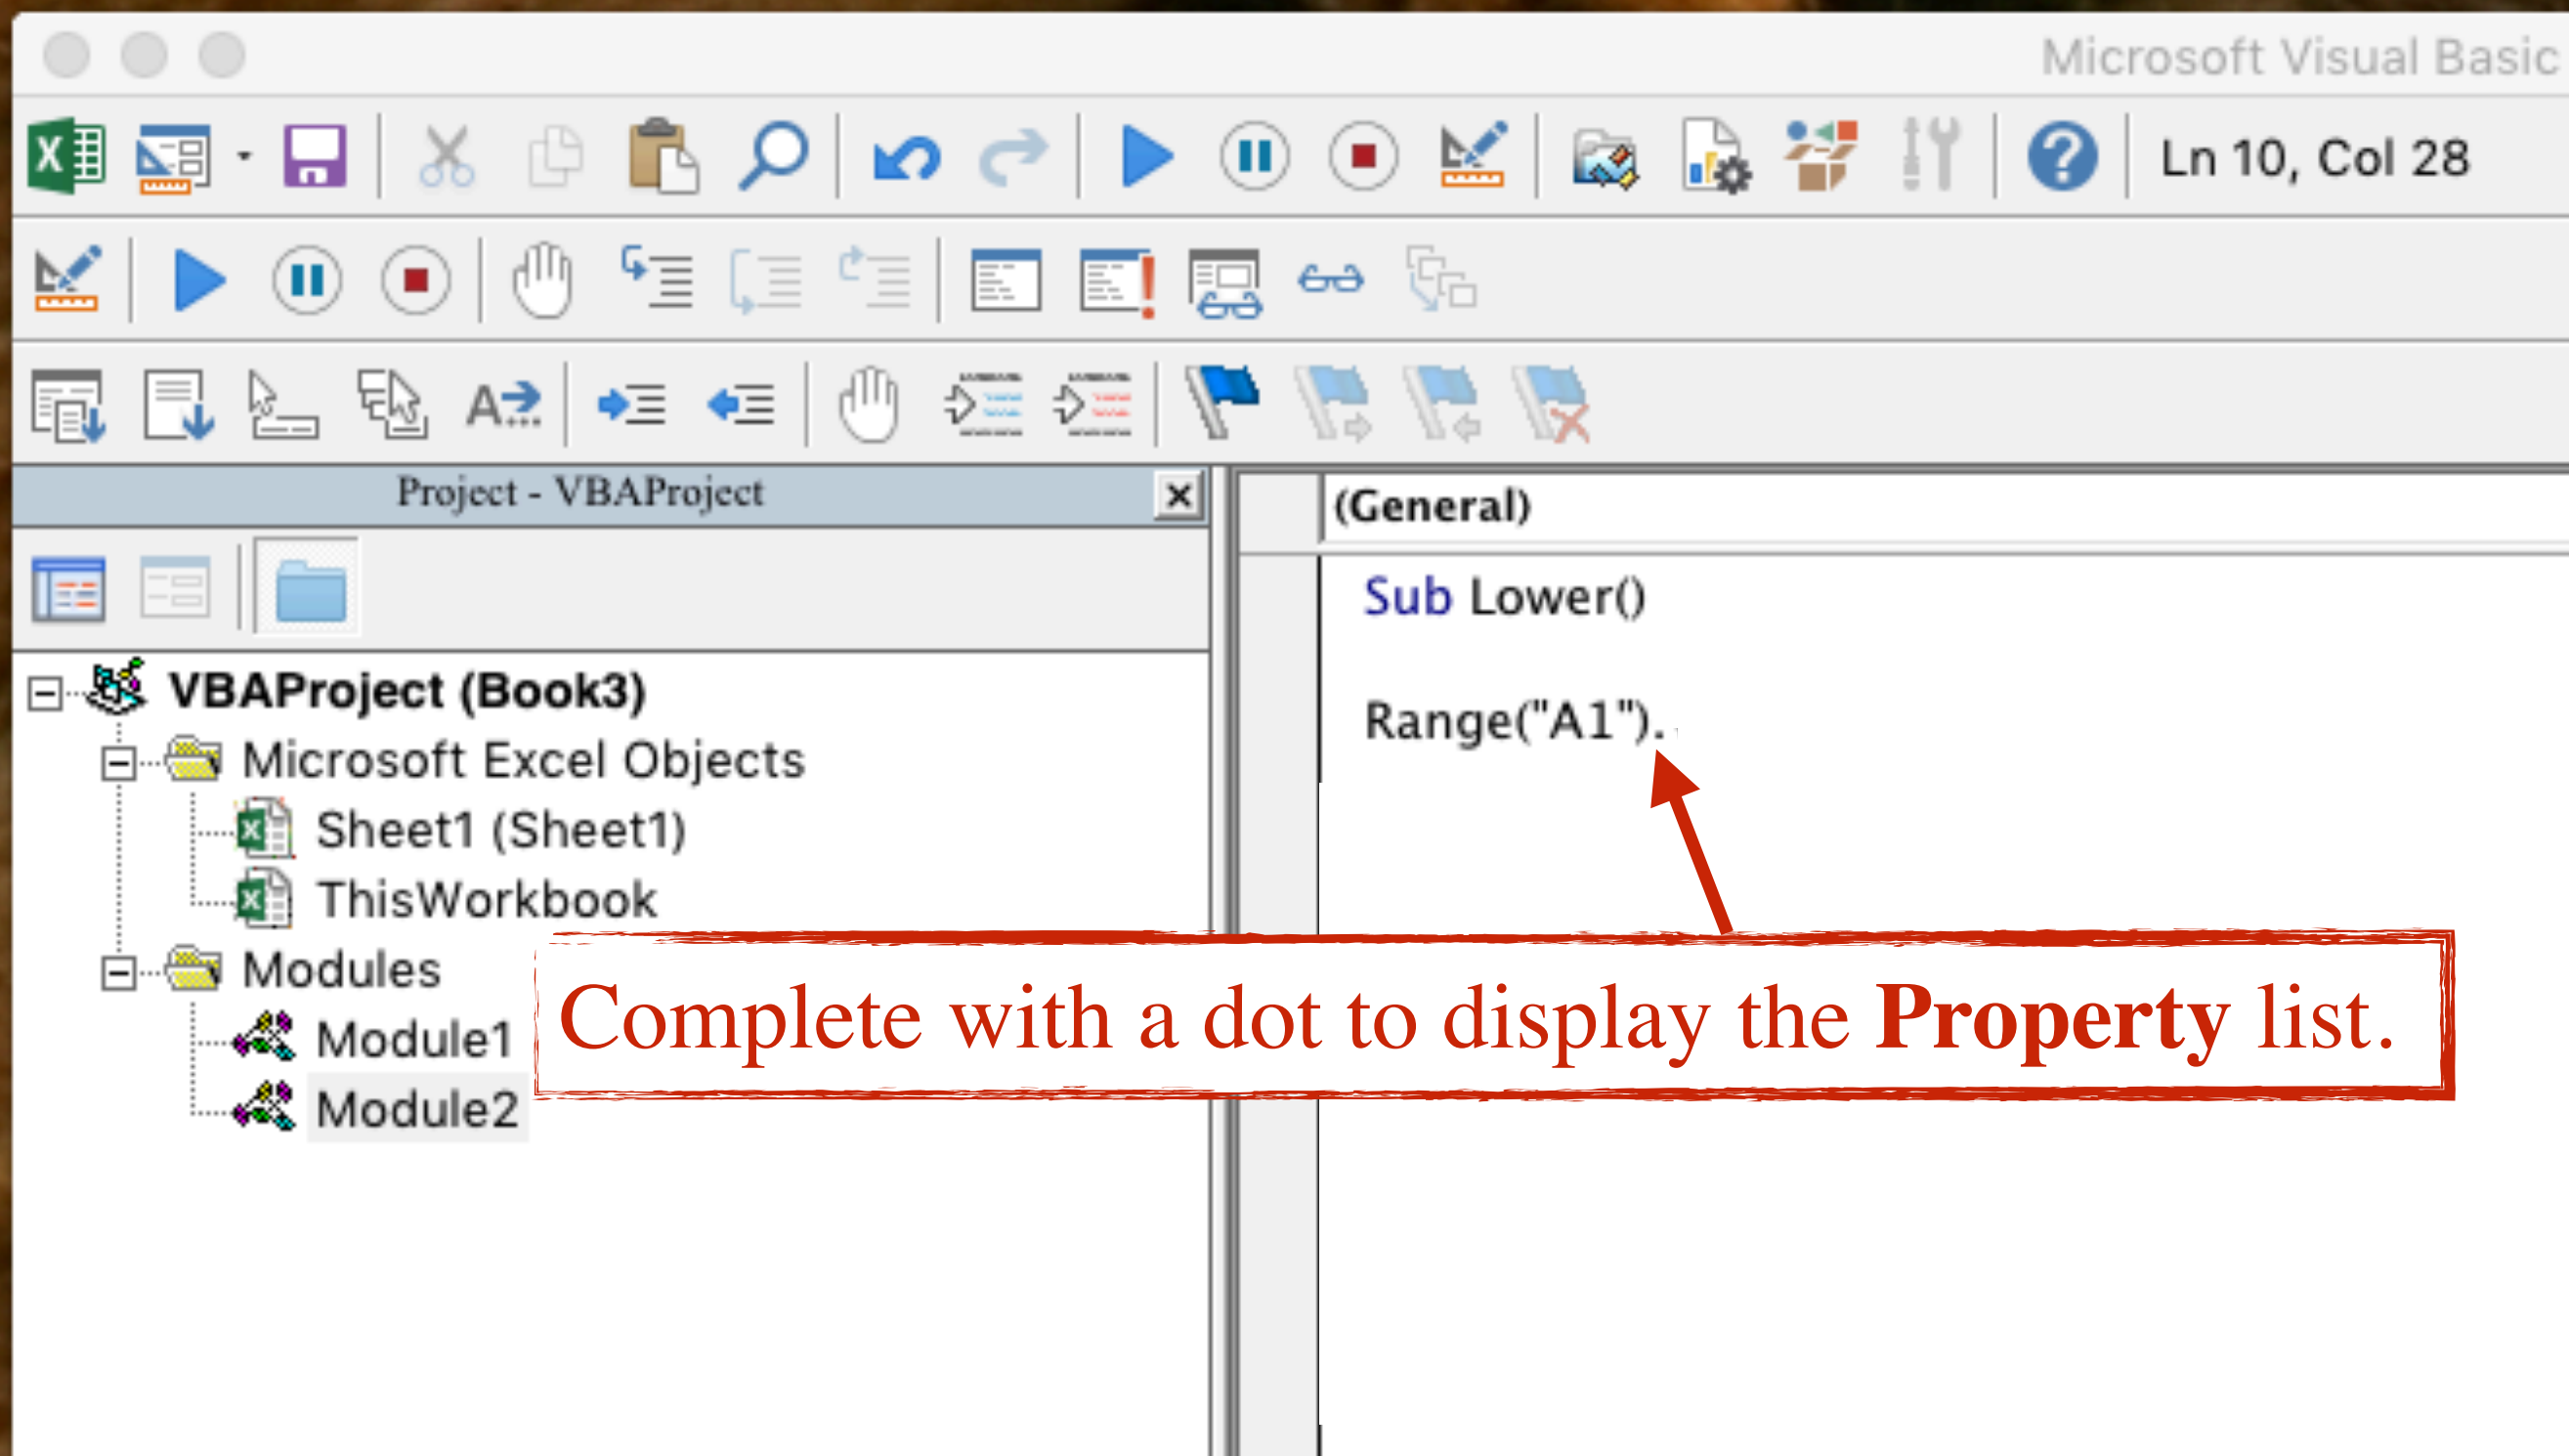 Microsoft Visual Basic
Ln 10, Col 28
Project - VBAProject
(General)
VBAProject (Book3)
Microsoft Excel Objects
Sheet1 (Sheet1)
ThisWorkbook
Modules
Module1
Module2
Sub Lower()
Range("A1").
Complete with a dot to display the Property list.